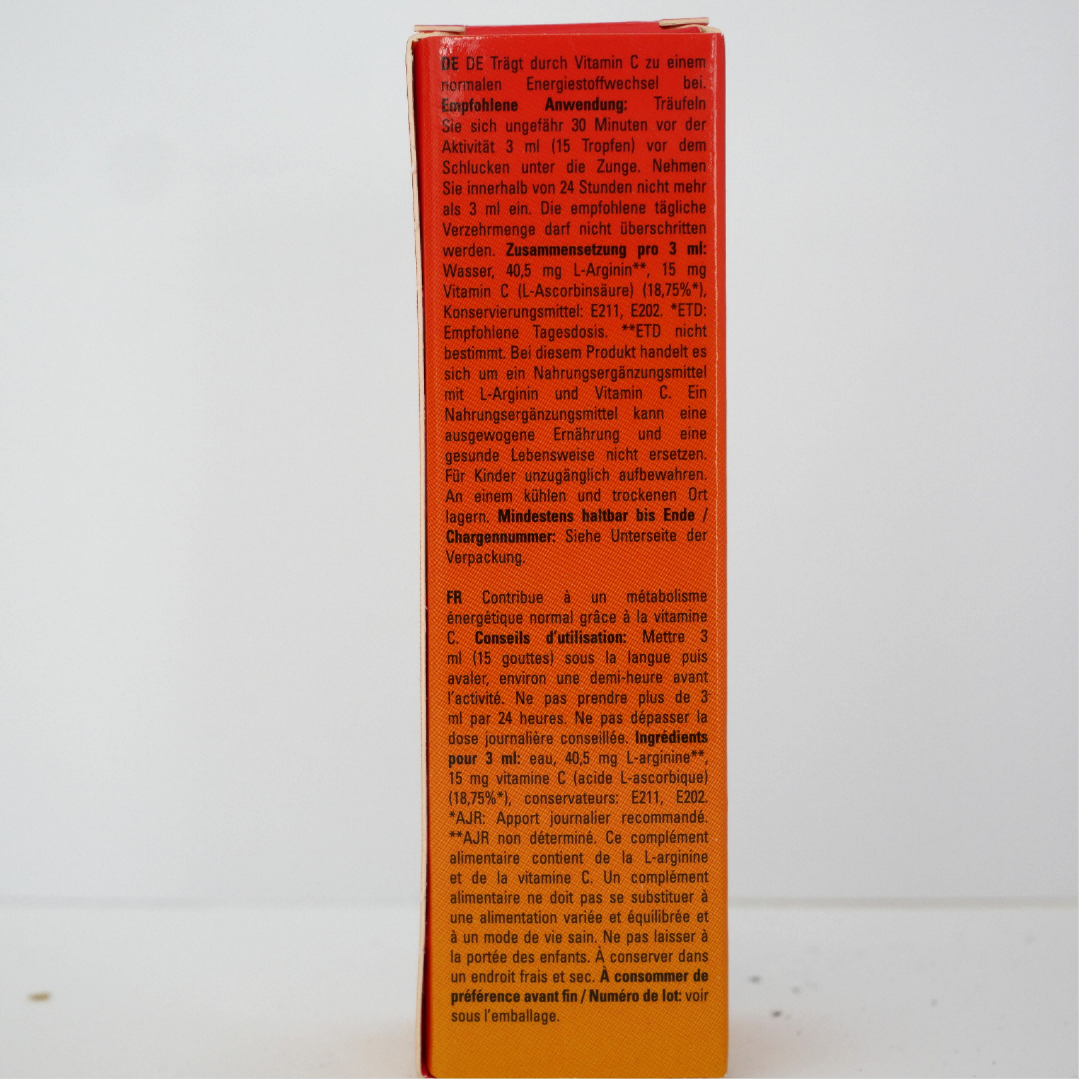 DE DE Trägt durch Vitamin C zu einem
normalen Energiestoffwechsel bei.
Empfohlene Anwendung: Träufeln
Sie sich ungefähr 30 Minuten vor der
Aktivität 3 ml (15 Tropfen) vor dem
Schlucken unter die Zunge. Nehmen
Sie innerhalb von 24 Stunden nicht mehr
als 3 ml ein. Die empfohlene tägliche
Verzehrmenge darf nicht überschritten
werden. Zusammensetzung pro 3 ml:
Wasser, 40,5 mg L-Arginin**, 15 mg
Vitamin C (L-Ascorbinsäure) (18,75%*),
Konservierungsmittel: E211, E202. *ETD:
Empfohlene Tagesdosis. **ETD nicht
bestimmt. Bei diesem Produkt handelt es
sich um ein Nahrungsergänzungsmittel
mit L-Arginin und Vitamin C. Ein
Nahrungsergänzungsmittel kann eine
ausgewogene Ernährung und eine
gesunde Lebensweise nicht ersetzen.
Für Kinder unzugänglich aufbewahren.
An einem kühlen und trockenen Ort
lagern. Mindestens haltbar bis Ende /
Chargennummer: Siehe Unterseite der
Verpackung.
FR Contribue à un métabolisme
énergétique normal grâce à la vitamine
C. Conseils d'utilisation: Mettre 3
ml (15 gouttes) sous la langue puis
avaler, environ une demi-heure avant
l'activité. Ne pas prendre plus de 3
ml par 24 heures. Ne pas dépasser la
dose journalière conseillée. Ingrédients
pour 3 ml: eau, 40,5 mg L-arginine**,
15 mg vitamine C (acide L-ascorbique)
(18,75%*), conservateurs: E211, E202.
*AJR: Apport journalier recommandé.
**AJR non déterminé. Ce complément
alimentaire contient de la L-arginine
et de la vitamine C. Un complément
alimentaire ne doit pas se substituer à
une alimentation variée et équilibrée et
à un mode de vie sain. Ne pas laisser à
la portée des enfants. À conserver dans
un endroit frais et sec. À consommer de
préférence avant fin / Numéro de lot: voir
sous l'emballage.